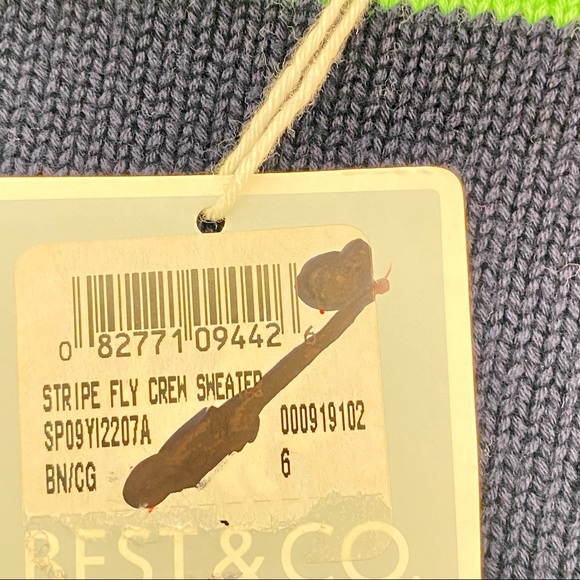 0 82771 09442 6
STRIPE FLY CREW SWEATER
SP09YI2207A 000919102
BN/CG 6
BEST & CO.